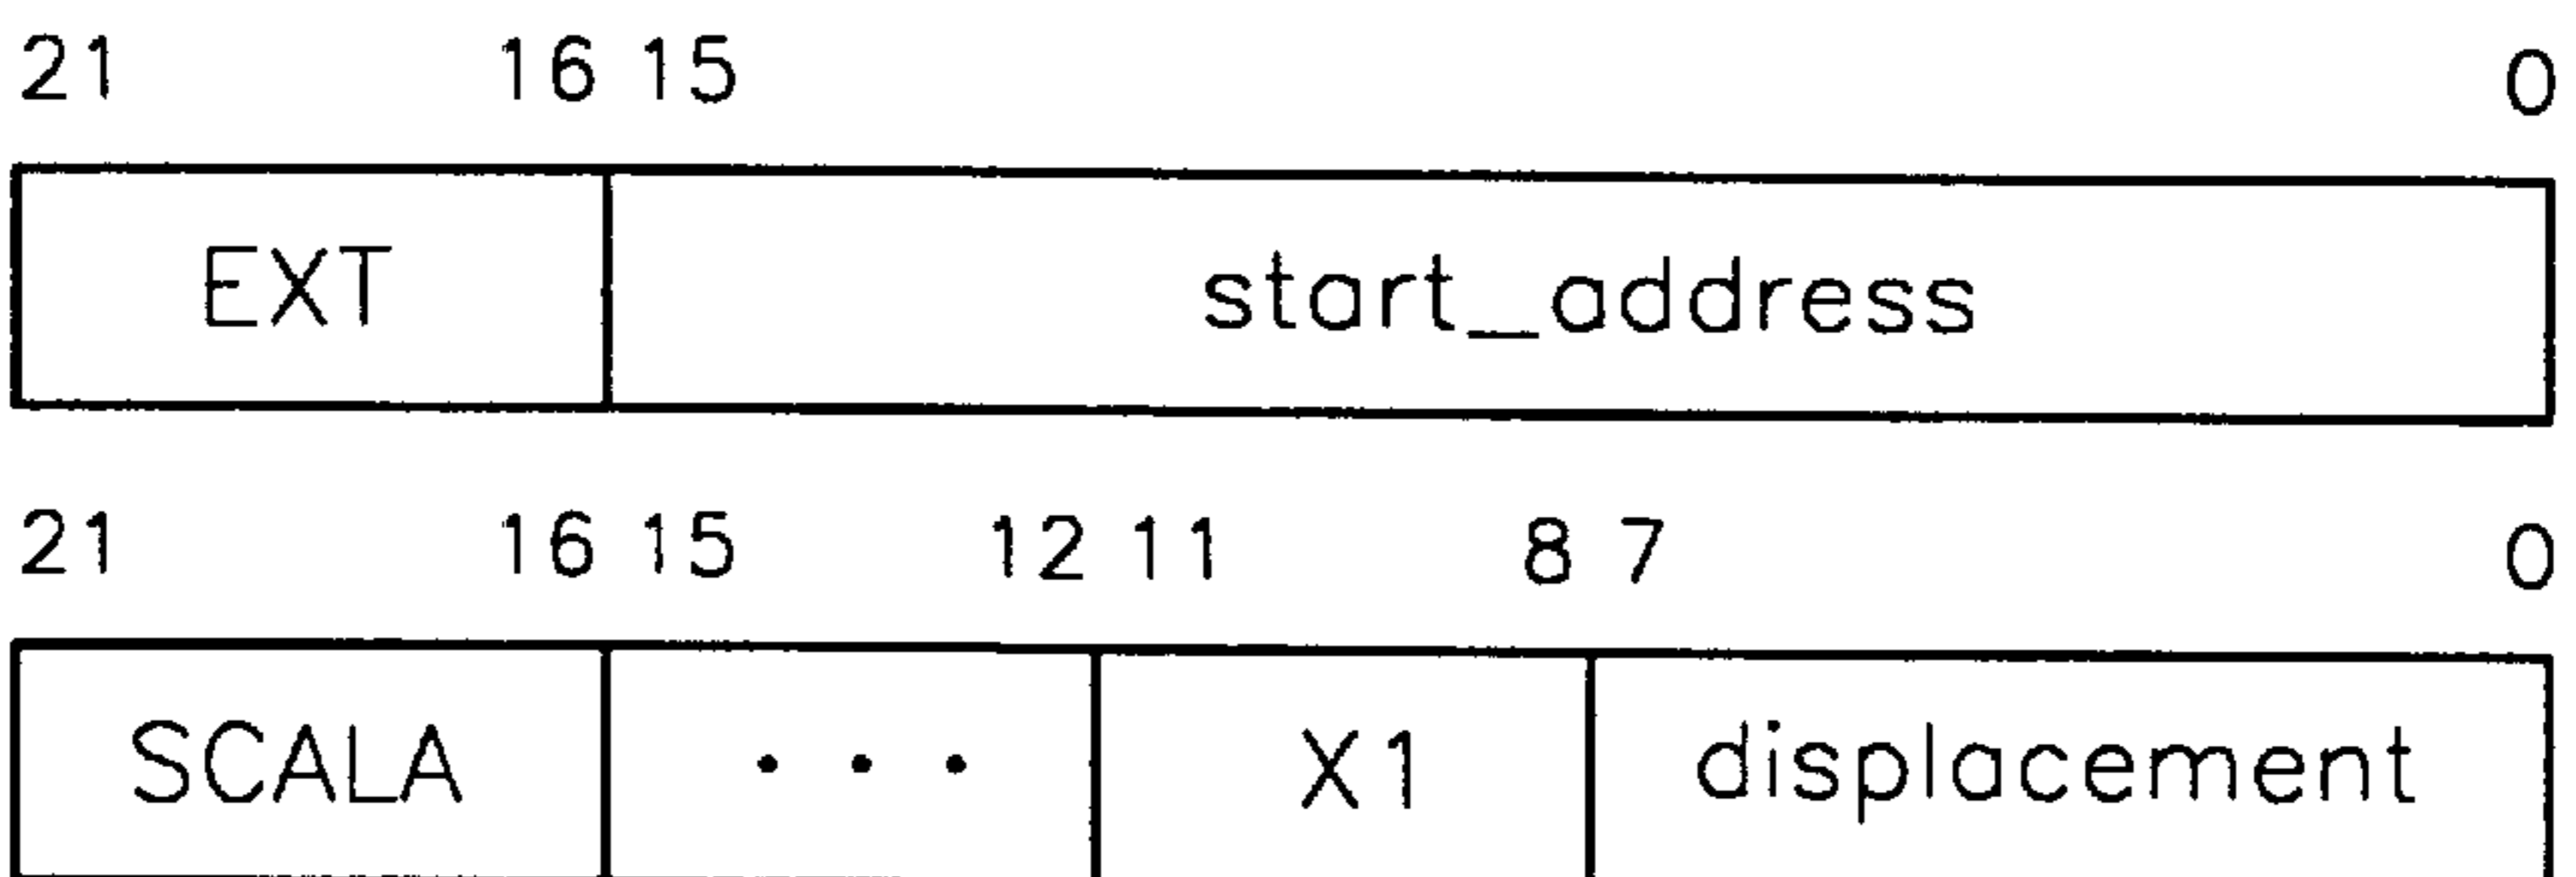 21 16 15 0
EXT start_address
21 16 15 12 11 8 7 0
SCALA . . . X1 displacement